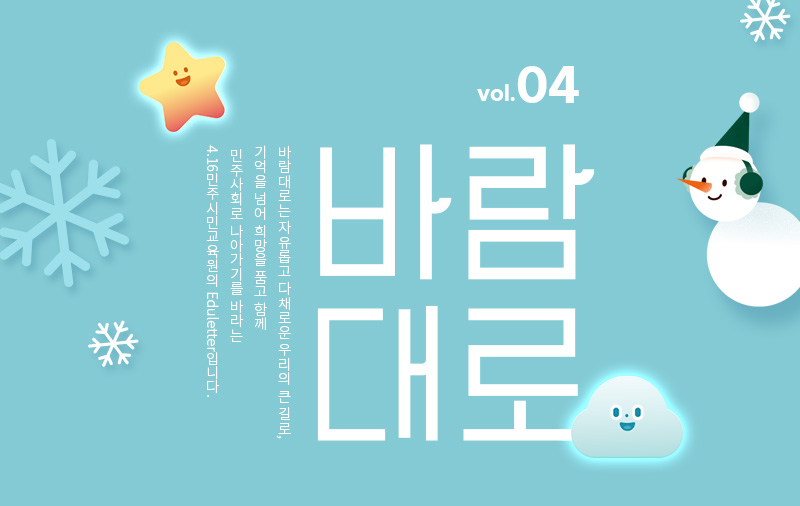 vol.04
바람
대로
바람대로는 자유롭고 다채로운 우리의 큰 길로,
기억을 넘어 희망을 품고 함께
민주사회로 나아가기를 바라는
4.16민주시민교육원의 Eduletter입니다.